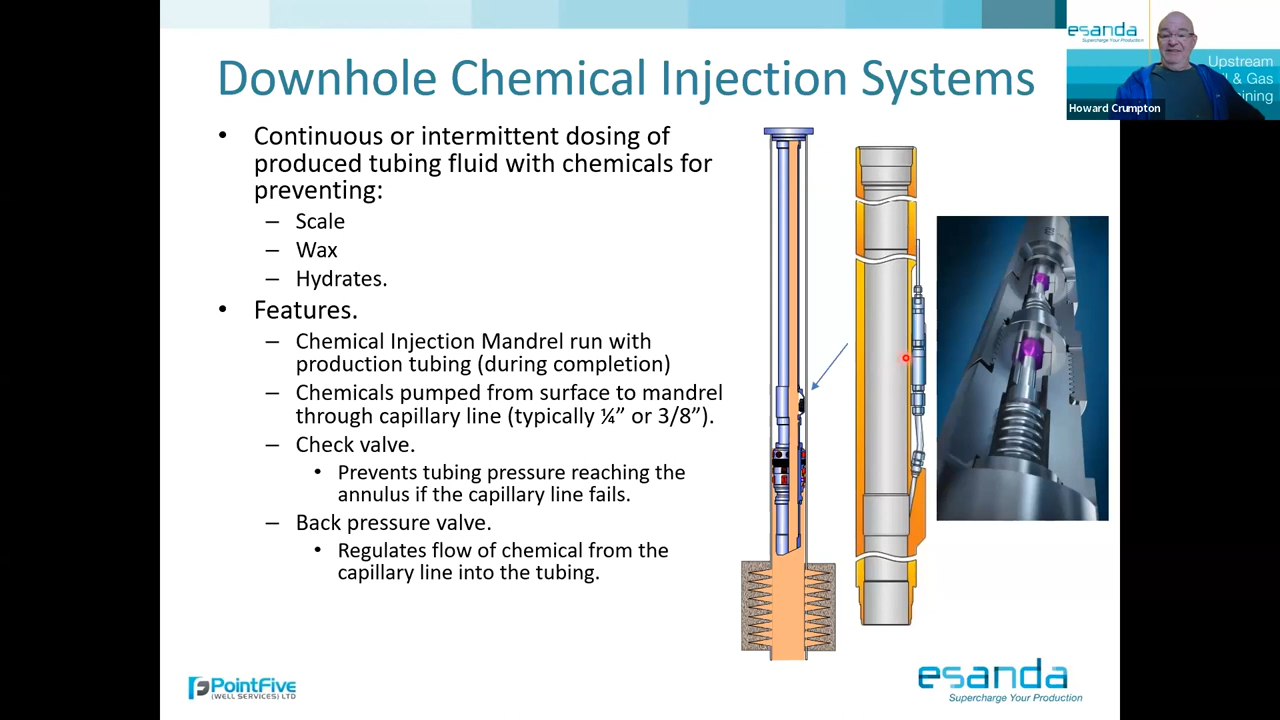 Downhole Chemical Injection Systems
• Continuous or intermittent dosing of
produced tubing fluid with chemicals for
preventing:
– Scale
– Wax
– Hydrates.
• Features.
– Chemical Injection Mandrel run with
production tubing (during completion)
– Chemicals pumped from surface to mandrel
through capillary line (typically ¼” or 3/8”).
– Check valve.
• Prevents tubing pressure reaching the
annulus if the capillary line fails.
– Back pressure valve.
• Regulates flow of chemical from the
capillary line into the tubing.
PointFive
(WELL SERVICES) LTD
esanda
Supercharge Your Production
esanda
Supercharge Your Production
Upstream
il & Gas
ining
Howard Crumpton